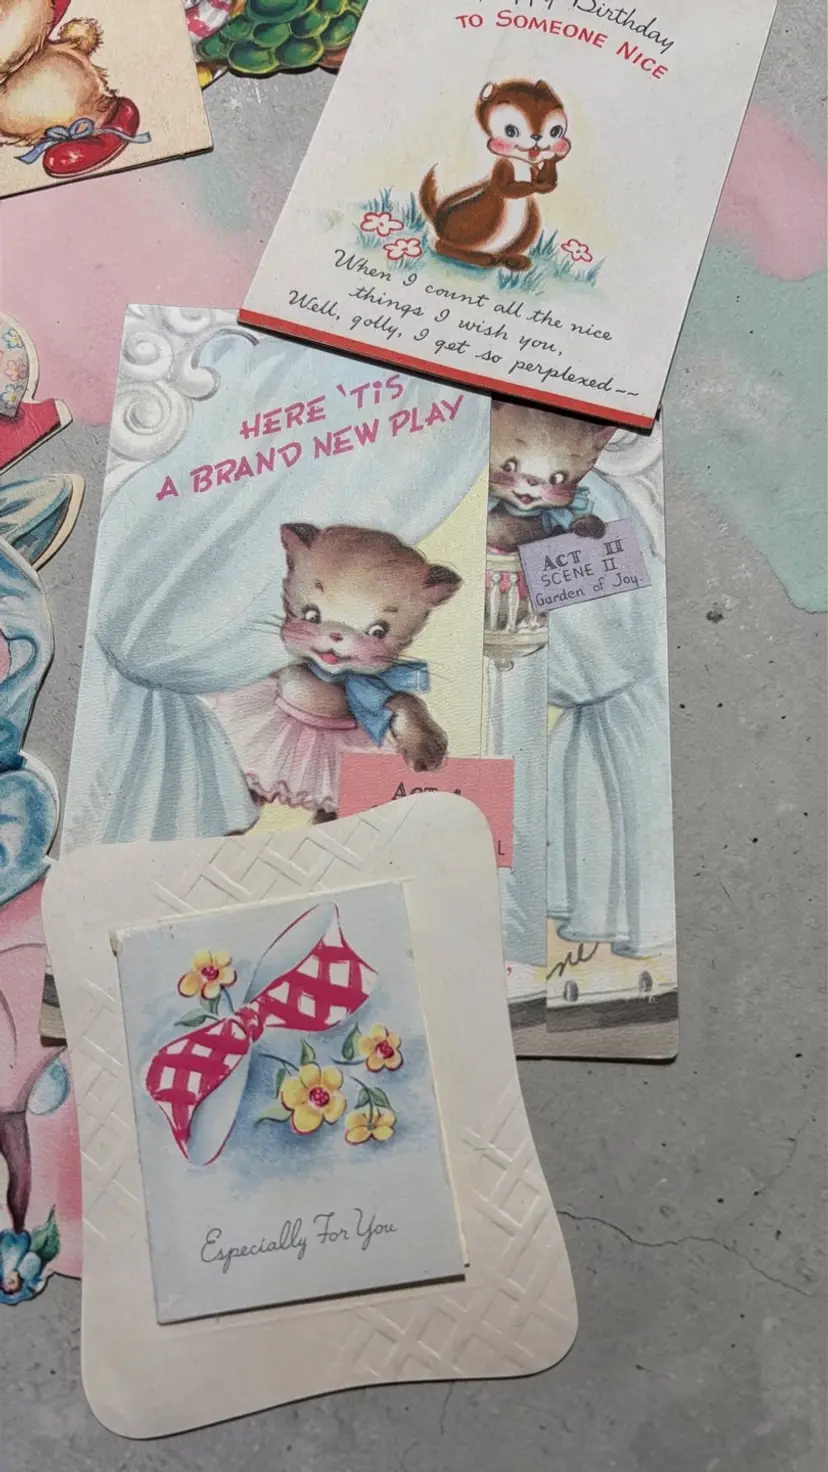 Birthday
TO SOMEONE NICE
When I count all the nice
things I wish you,
Well, golly, I get so perplexed~~
HERE 'TIS
A BRAND NEW PLAY
ACT II
SCENE II
Garden of Joy.
ACT
L
Especially For You